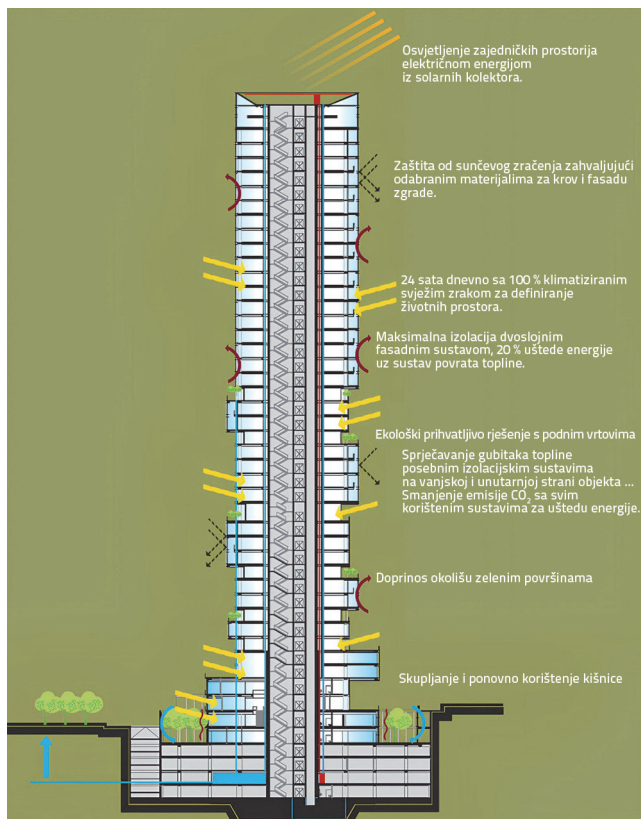 Osvjetljenje zajedničkih prostorija
električnom energijom
iz solarnih kolektora.
Zaštita od sunčevog zračenja zahvaljujući
odabranim materijalima za krov i fasadu
zgrade.
24 sata dnevno sa 100 % klimatiziranim
svježim zrakom za definiranje
životnih prostora.
Maksimalna izolacija dvoslojnim
fasadnim sustavom, 20 % uštede energije
uz sustav povrata topline.
Ekološki prihvatljivo rješenje s podnim vrtovima
Sprječavanje gubitaka topline
posebnim izolacijskim sustavima
na vanjskoj i unutarnjoj strani objekta ...
Smanjenje emisije CO₂ sa svim
korištenim sustavima za uštedu energije.
Doprinos okolišu zelenim površinama
Skupljanje i ponovno korištenje kišnice